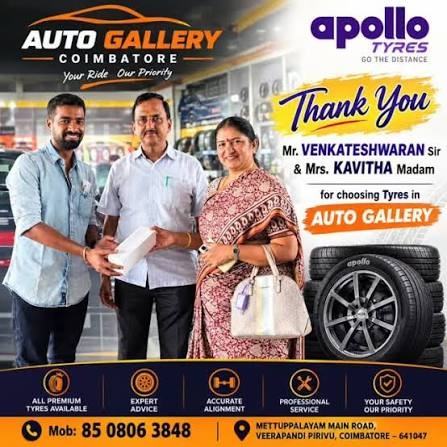 AUTO GALLERY
COIMBATORE
Your Ride Our Priority
apollo
TYRES
GO THE DISTANCE
Thank You
Mr. VENKATESHWARAN Sir
& Mrs. KAVITHA Madam
for choosing Tyres in
AUTO GALLERY
apollo
ALL PREMIUM
TYRES AVAILABLE
EXPERT
ADVICE
ACCURATE
ALIGNMENT
PROFESSIONAL
SERVICE
YOUR SAFETY
OUR PRIORITY
Mob: 85 0806 3848
METTUPPALAYAM MAIN ROAD,
VEERAPANDI PIRIVU, COIMBATORE – 641047